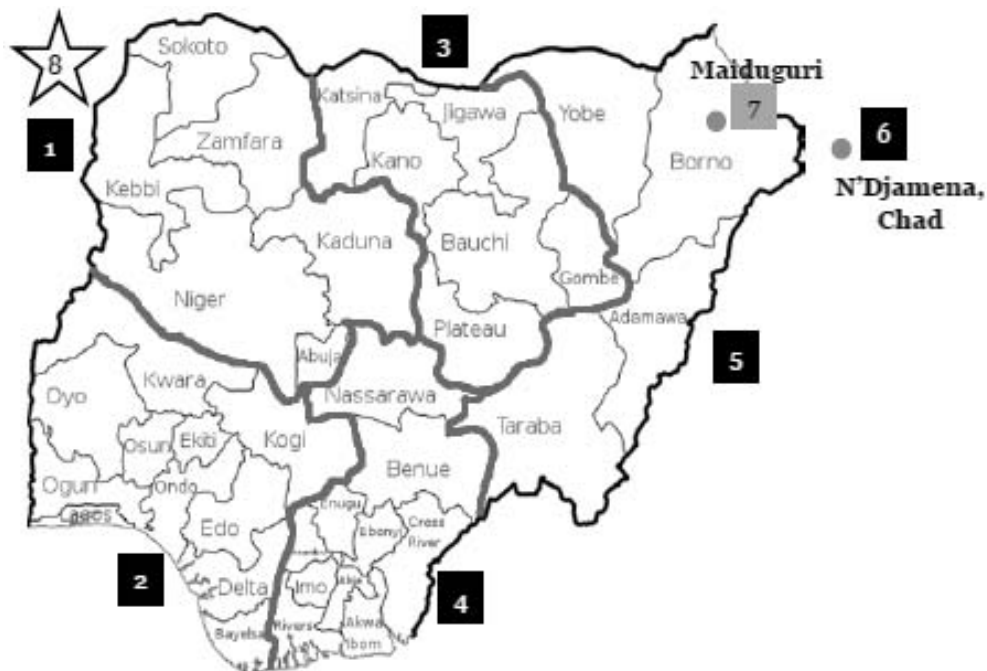 Sokoto
3
8
Maiduguri
Katsina
Jigawa
Yobe
7
6
1
Zamfara
Kano
Borno
N'Djamena,
Chad
Kebbi
Kaduna
Bauchi
Niger
Gombe
Adamawa
Plateau
5
Abuja
Kwara
Oyo
Nassarawa
Taraba
Osun
Ekiti
Kogi
Benue
Ogun
Ondo
Lagos
Enugu
Edo
Ebonyi
Cross
River
2
Delta
Imo
4
Bayelsa
Rivers
Akwa
Ibom